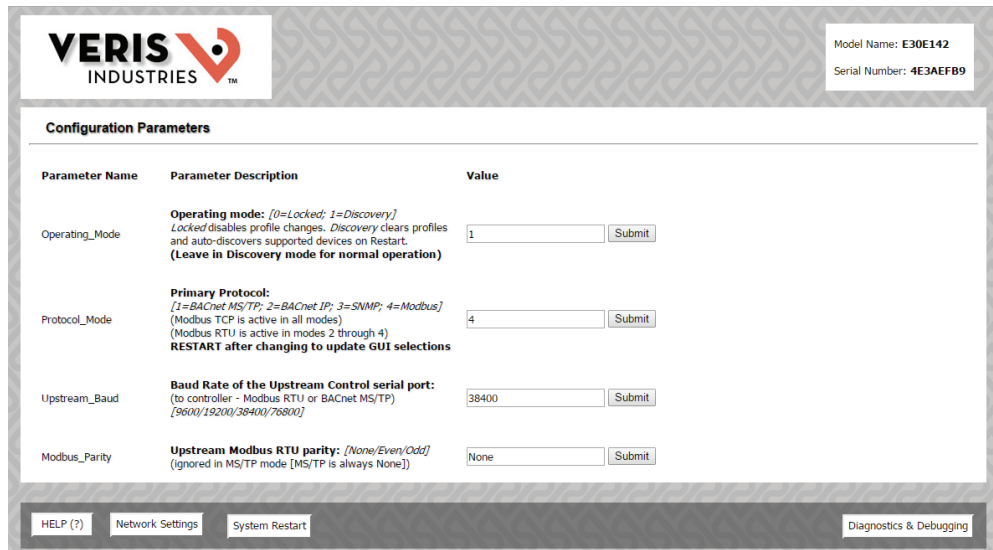 VERIS
INDUSTRIES
TM
Model Name: E30E142
Serial Number: 4E3AEFB9
Configuration Parameters
Parameter Name Parameter Description Value
Operating_Mode
Operating mode: [0=Locked; 1=Discovery]
Locked disables profile changes. Discovery clears profiles
and auto-discovers supported devices on Restart.
(Leave in Discovery mode for normal operation)
1 Submit
Protocol_Mode
Primary Protocol:
[1=BACnet MS/TP; 2=BACnet IP; 3=SNMP; 4=Modbus]
(Modbus TCP is active in all modes)
(Modbus RTU is active in modes 2 through 4)
RESTART after changing to update GUI selections
4 Submit
Upstream_Baud
Baud Rate of the Upstream Control serial port:
(to controller - Modbus RTU or BACnet MS/TP)
[9600/19200/38400/76800]
38400 Submit
Modbus_Parity
Upstream Modbus RTU parity: [None/Even/Odd]
(ignored in MS/TP mode [MS/TP is always None])
None Submit
HELP (?) Network Settings System Restart Diagnostics & Debugging